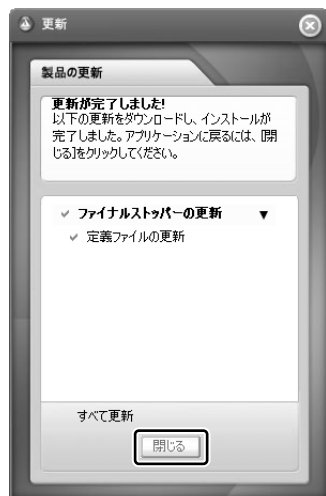 更新
製品の更新
更新が完了しました!
以下の更新をダウンロードし、インストールが
完了しました。アプリケーションに戻るには、[閉
じる]をクリックしてください。
ファイナルストッパーの更新
定義ファイルの更新
すべて更新
閉じる